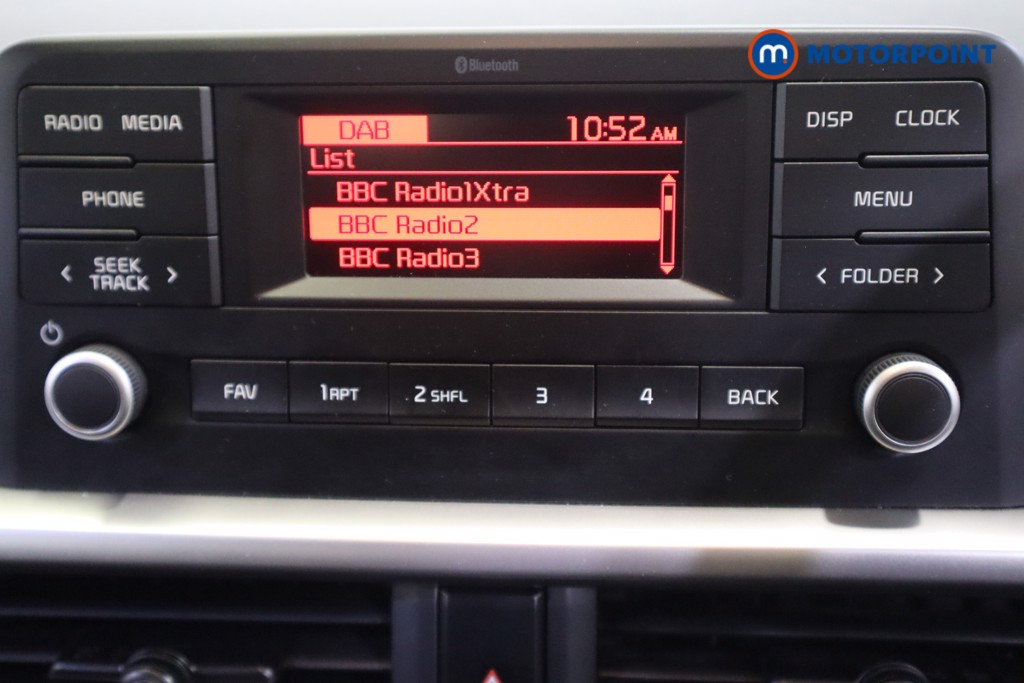 m MOTORPOINT
Bluetooth
RADIO MEDIA
PHONE
< SEEK >
TRACK
DAB 10:52 AM
List
BBC Radio1Xtra
BBC Radio2
BBC Radio3
DISP CLOCK
MENU
< FOLDER >
FAV 1 RPT 2 SHFL 3 4 BACK